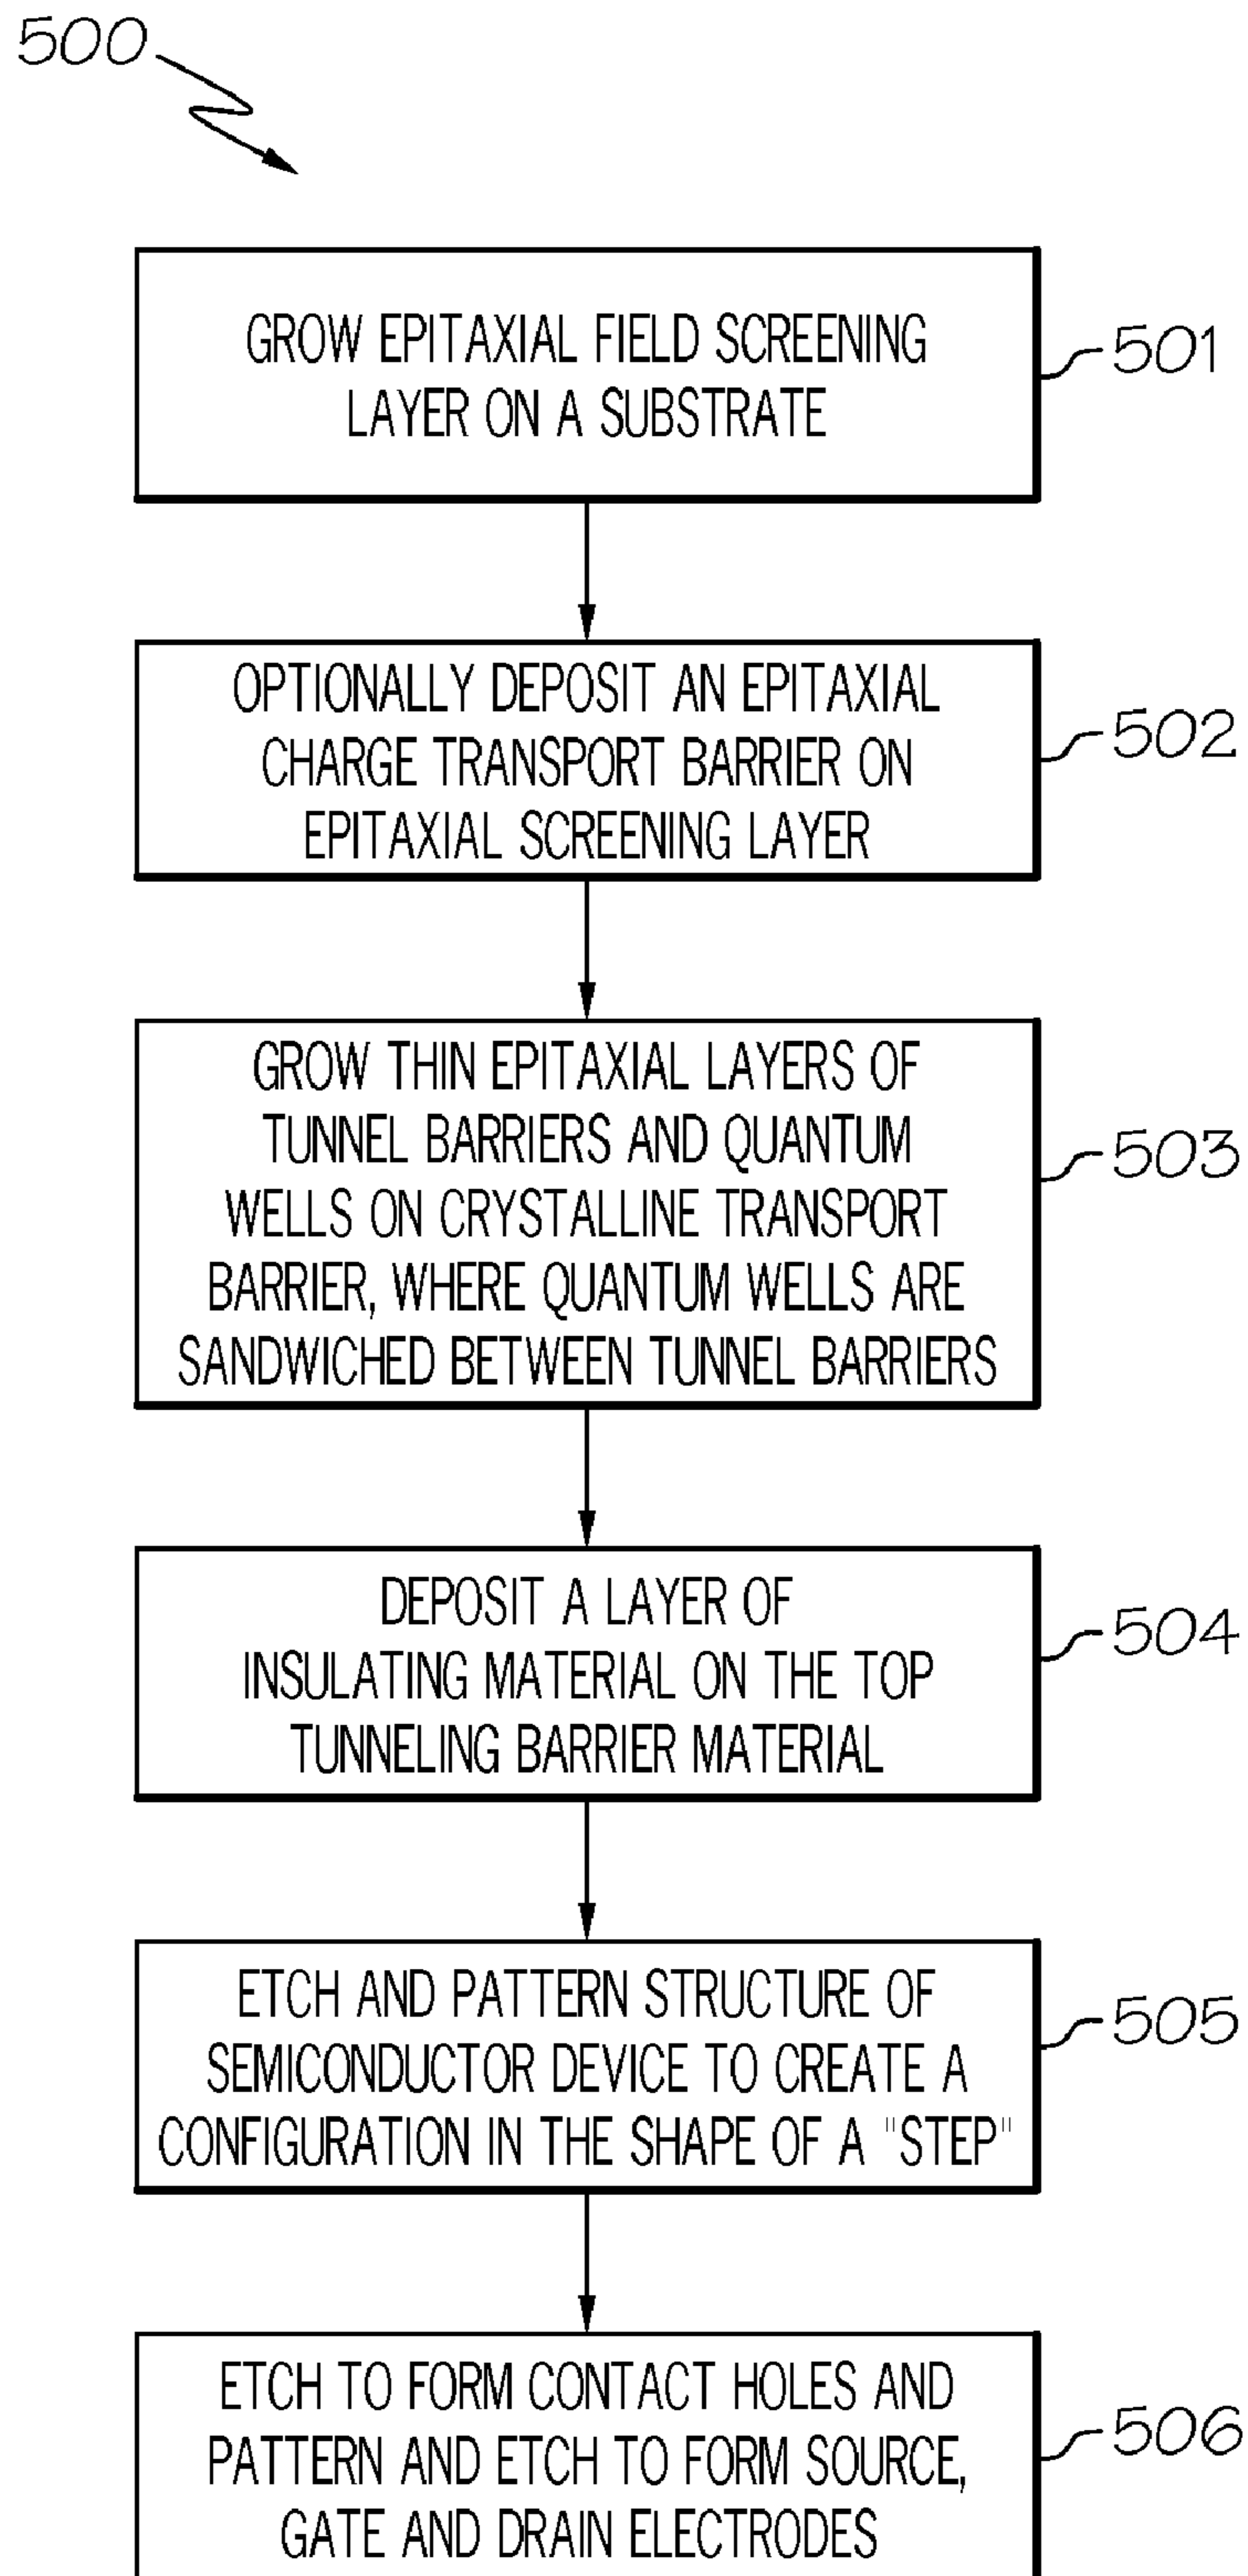 500
GROW EPITAXIAL FIELD SCREENING
LAYER ON A SUBSTRATE
501
OPTIONALLY DEPOSIT AN EPITAXIAL
CHARGE TRANSPORT BARRIER ON
EPITAXIAL SCREENING LAYER
502
GROW THIN EPITAXIAL LAYERS OF
TUNNEL BARRIERS AND QUANTUM
WELLS ON CRYSTALLINE TRANSPORT
BARRIER, WHERE QUANTUM WELLS ARE
SANDWICHED BETWEEN TUNNEL BARRIERS
503
DEPOSIT A LAYER OF
INSULATING MATERIAL ON THE TOP
TUNNELING BARRIER MATERIAL
504
ETCH AND PATTERN STRUCTURE OF
SEMICONDUCTOR DEVICE TO CREATE A
CONFIGURATION IN THE SHAPE OF A "STEP"
505
ETCH TO FORM CONTACT HOLES AND
PATTERN AND ETCH TO FORM SOURCE,
GATE AND DRAIN ELECTRODES
506